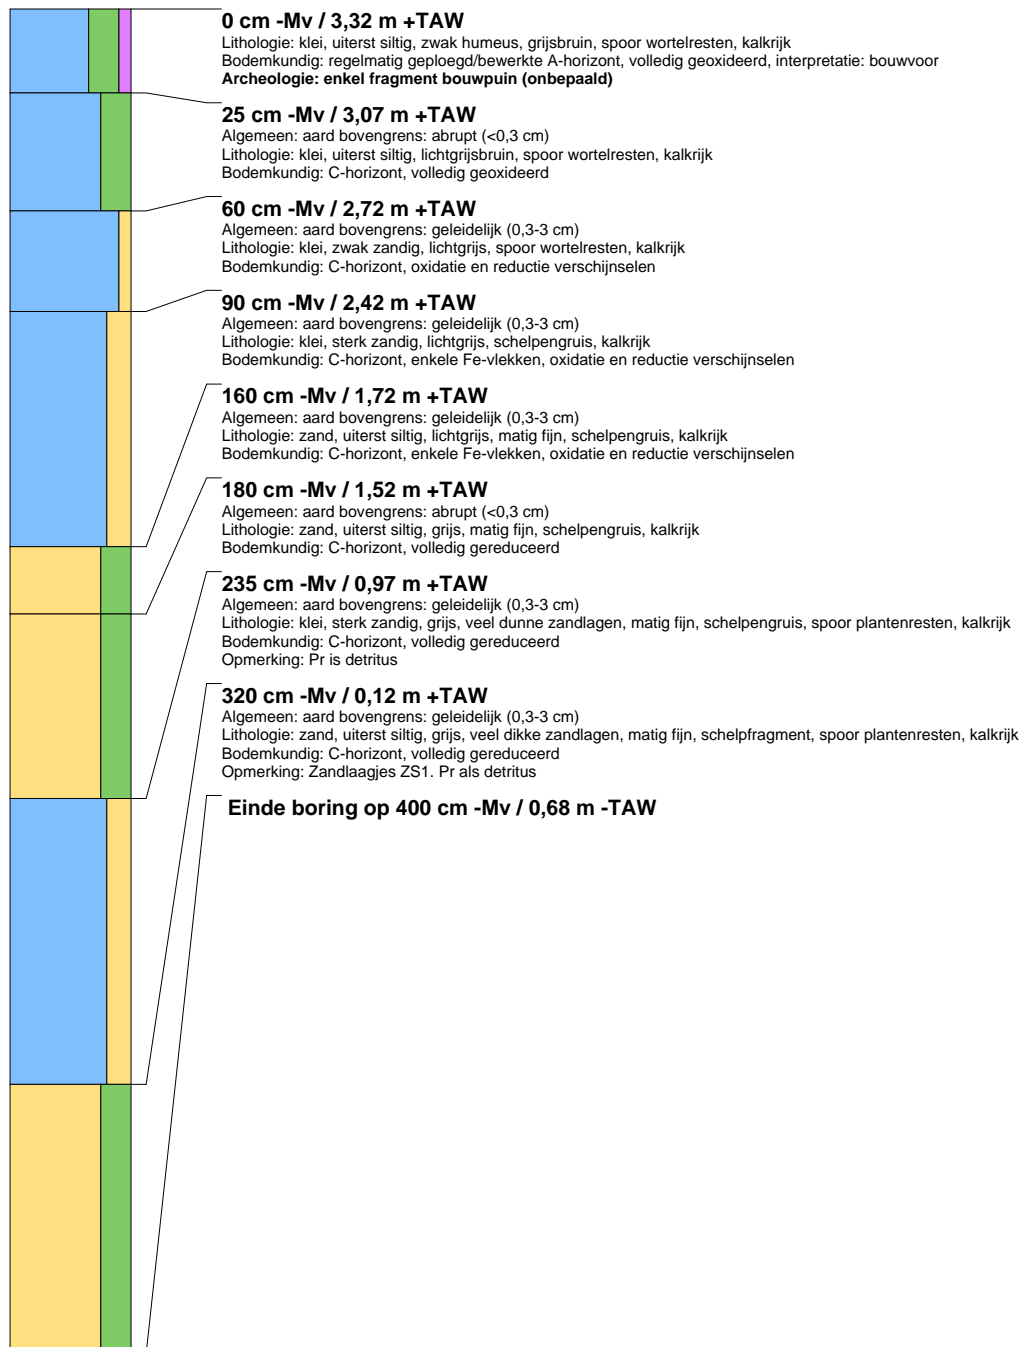 0 cm -Mv / 3,32 m +TAW
Lithologie: klei, uiterst siltig, zwak humeus, grijsbruin, spoor wortelresten, kalkrijk
Bodemkundig: regelmatig geploegd/bewerkte A-horizont, volledig geoxideerd, interpretatie: bouwvoor
Archeologie: enkel fragment bouwpuin (onbepaald)
25 cm -Mv / 3,07 m +TAW
Algemeen: aard bovengrens: abrupt (<0,3 cm)
Lithologie: klei, uiterst siltig, lichtgrijsbruin, spoor wortelresten, kalkrijk
Bodemkundig: C-horizont, volledig geoxideerd
60 cm -Mv / 2,72 m +TAW
Algemeen: aard bovengrens: geleidelijk (0,3-3 cm)
Lithologie: klei, zwak zandig, lichtgrijs, spoor wortelresten, kalkrijk
Bodemkundig: C-horizont, oxidatie en reductie verschijnselen
90 cm -Mv / 2,42 m +TAW
Algemeen: aard bovengrens: geleidelijk (0,3-3 cm)
Lithologie: klei, sterk zandig, lichtgrijs, schelpengruis, kalkrijk
Bodemkundig: C-horizont, enkele Fe-vlekken, oxidatie en reductie verschijnselen
160 cm -Mv / 1,72 m +TAW
Algemeen: aard bovengrens: geleidelijk (0,3-3 cm)
Lithologie: zand, uiterst siltig, lichtgrijs, matig fijn, schelpengruis, kalkrijk
Bodemkundig: C-horizont, enkele Fe-vlekken, oxidatie en reductie verschijnselen
180 cm -Mv / 1,52 m +TAW
Algemeen: aard bovengrens: abrupt (<0,3 cm)
Lithologie: zand, uiterst siltig, grijs, matig fijn, schelpengruis, kalkrijk
Bodemkundig: C-horizont, volledig gereduceerd
235 cm -Mv / 0,97 m +TAW
Algemeen: aard bovengrens: geleidelijk (0,3-3 cm)
Lithologie: klei, sterk zandig, grijs, veel dunne zandlagen, matig fijn, schelpengruis, spoor plantenresten, kalkrijk
Bodemkundig: C-horizont, volledig gereduceerd
Opmerking: Pr is detritus
320 cm -Mv / 0,12 m +TAW
Algemeen: aard bovengrens: geleidelijk (0,3-3 cm)
Lithologie: zand, uiterst siltig, grijs, veel dikke zandlagen, matig fijn, schelpfragment, spoor plantenresten, kalkrijk
Bodemkundig: C-horizont, volledig gereduceerd
Opmerking: Zandlaagjes ZS1. Pr als detritus
Einde boring op 400 cm -Mv / 0,68 m -TAW